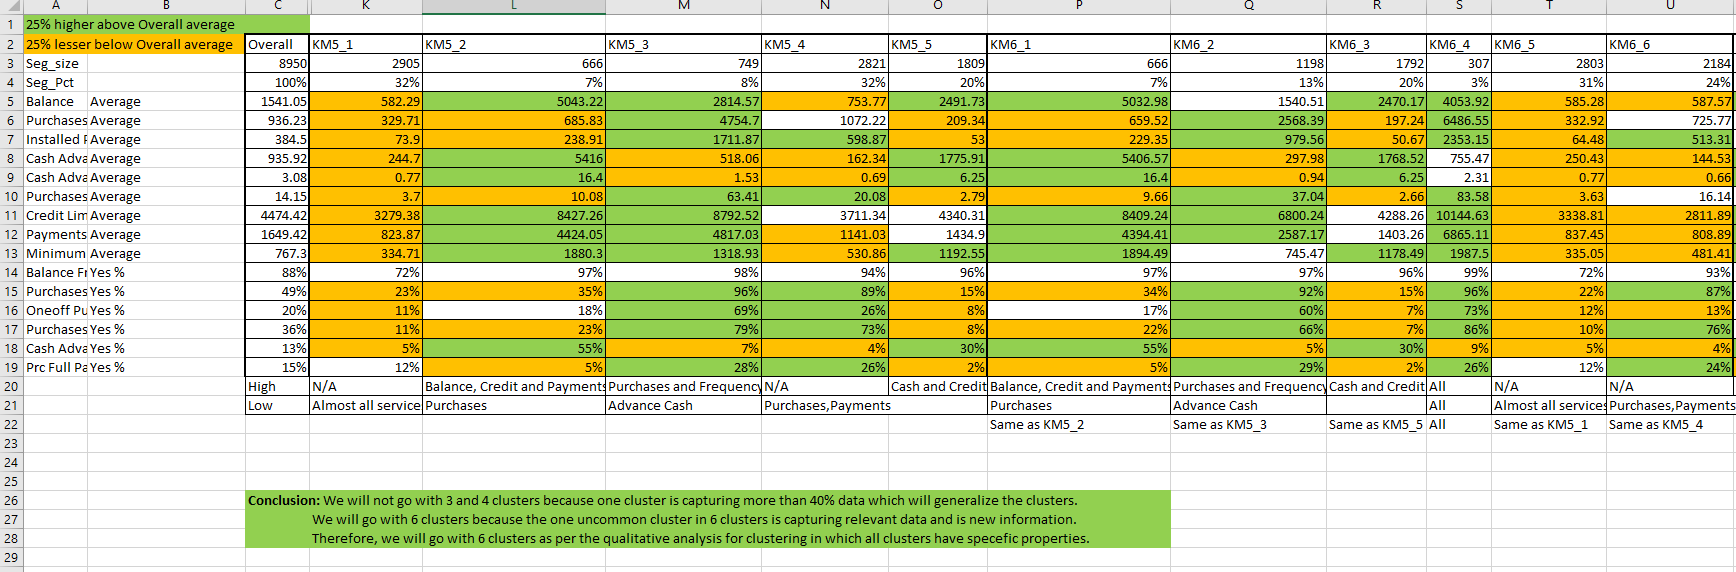 A B C K L M N O P Q R S T U
1 25% higher above Overall average
2 25% lesser below Overall average Overall KM5_1 KM5_2 KM5_3 KM5_4 KM5_5 KM6_1 KM6_2 KM6_3 KM6_4 KM6_5 KM6_6
3 Seg_size 8950 2905 666 749 2821 1809 666 1198 1792 307 2803 2184
4 Seg_Pct 100% 32% 7% 8% 32% 20% 7% 13% 20% 3% 31% 24%
5 Balance Average 1541.05 582.29 5043.22 2814.57 753.77 2491.73 5032.98 1540.51 2470.17 4053.92 585.28 587.57
6 Purchases Average 936.23 329.71 685.83 4754.7 1072.22 209.34 659.52 2568.39 197.24 6486.55 332.92 725.77
7 Installed P Average 384.5 73.9 238.91 1711.87 598.87 53 229.35 979.56 50.67 2353.15 64.48 513.31
8 Cash Adva Average 935.92 244.7 5416 518.06 162.34 1775.91 5406.57 297.98 1768.52 755.47 250.43 144.53
9 Cash Adva Average 3.08 0.77 16.4 1.53 0.69 6.25 16.4 0.94 6.25 2.31 0.77 0.66
10 Purchases Average 14.15 3.7 10.08 63.41 20.08 2.79 9.66 37.04 2.66 83.58 3.63 16.14
11 Credit Lim Average 4474.42 3279.38 8427.26 8792.52 3711.34 4340.31 8409.24 6800.24 4288.26 10144.63 3338.81 2811.89
12 Payments Average 1649.42 823.87 4424.05 4817.03 1141.03 1434.9 4394.41 2587.17 1403.26 6865.11 837.45 808.89
13 Minimum Average 767.3 334.71 1880.3 1318.93 530.86 1192.55 1894.49 745.47 1178.49 1987.5 335.05 481.41
14 Balance Fr Yes % 88% 72% 97% 98% 94% 96% 97% 97% 96% 99% 72% 93%
15 Purchases Yes % 49% 23% 35% 96% 89% 15% 34% 92% 15% 96% 22% 87%
16 Oneoff Pu Yes % 20% 11% 18% 69% 26% 8% 17% 60% 7% 73% 12% 13%
17 Purchases Yes % 36% 11% 23% 79% 73% 8% 22% 66% 7% 86% 10% 76%
18 Cash Adva Yes % 13% 5% 55% 7% 4% 30% 55% 5% 30% 9% 5% 4%
19 Prc Full Pa Yes % 15% 12% 5% 28% 26% 2% 5% 29% 2% 26% 12% 24%
20 High N/A Balance, Credit and Payments Purchases and Frequency N/A Cash and Credit Balance, Credit and Payments Purchases and Frequency Cash and Credit All N/A N/A
21 Low Almost all service Purchases Advance Cash Purchases,Payments Purchases Advance Cash All Almost all services Purchases,Payments
22 Same as KM5_2 Same as KM5_3 Same as KM5_5 All Same as KM5_1 Same as KM5_4
23
24
25
26 Conclusion: We will not go with 3 and 4 clusters because one cluster is capturing more than 40% data which will generalize the clusters.
27 We will go with 6 clusters because the one uncommon cluster in 6 clusters is capturing relevant data and is new information.
28 Therefore, we will go with 6 clusters as per the qualitative analysis for clustering in which all clusters have specefic properties.
29